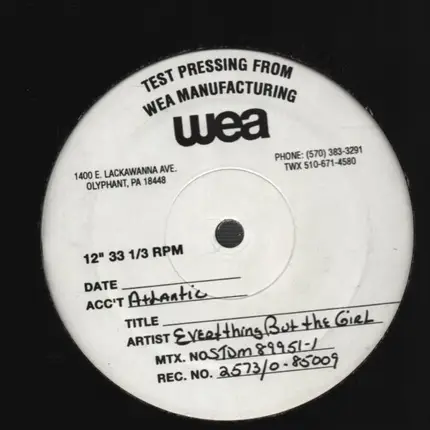 TEST PRESSING FROM
WEA MANUFACTURING
wea
1400 E. LACKAWANNA AVE.
OLYPHANT, PA 18448
PHONE: (570) 383-3291
TWX 510-671-4580
12" 33 1/3 RPM
DATE
ACC'T Atlantic
TITLE
ARTIST Everything But the Girl
MTX. NO. STDM 89951-1
REC. NO. 2573/0-85009